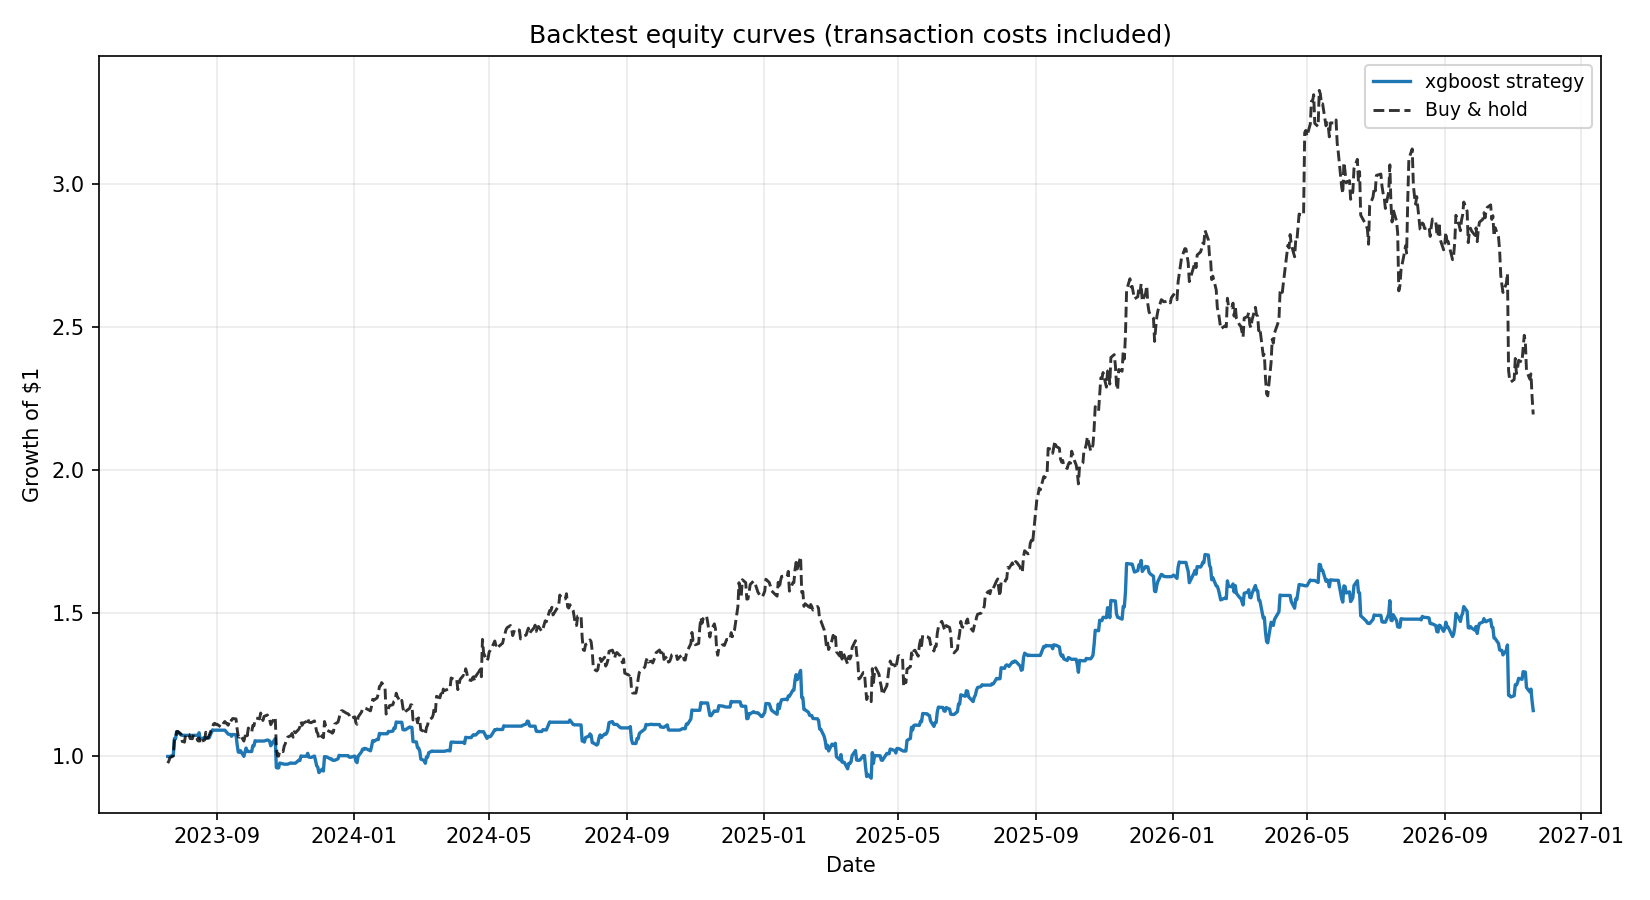 Backtest equity curves (transaction costs included)
xgboost strategy
Buy & hold
Growth of $1
3.0
2.5
2.0
1.5
1.0
2023-09 2024-01 2024-05 2024-09 2025-01 2025-05 2025-09 2026-01 2026-05 2026-09 2027-01
Date